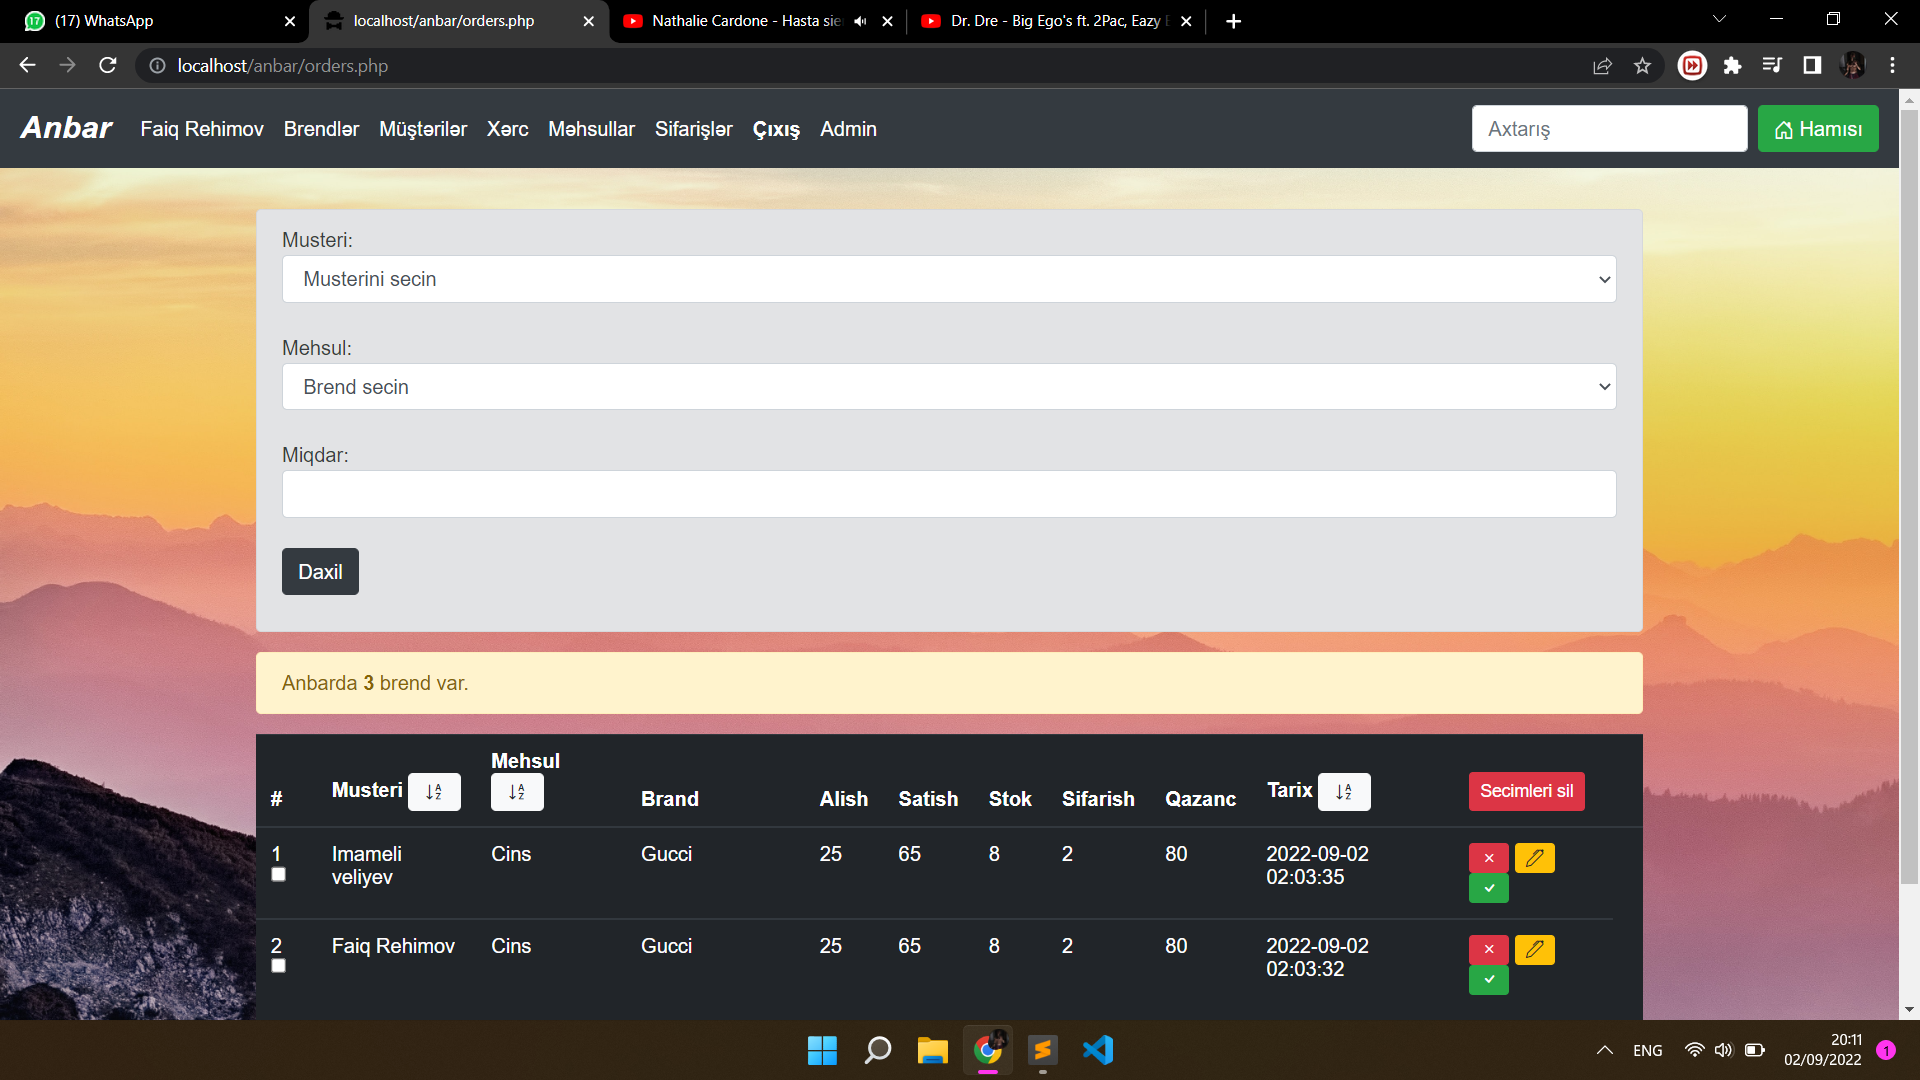 (17) WhatsApp
localhost/anbar/orders.php
Nathalie Cardone - Hasta sie
Dr. Dre - Big Ego's ft. 2Pac, Eazy E
localhost/anbar/orders.php
Anbar Faiq Rehimov Brendlər Müştərilər Xərc Məhsullar Sifarişlər Çıxış Admin
Axtarış Hamısı
Musteri:
Musterini secin
Mehsul:
Brend secin
Miqdar:
Daxil
Anbarda 3 brend var.
# Musteri Mehsul Brand Alish Satish Stok Sifarish Qazanc Tarix Secimleri sil
1 Imameli Cins Gucci 25 65 8 2 80 2022-09-02
veliyev 02:03:35
2 Faiq Rehimov Cins Gucci 25 65 8 2 80 2022-09-02
02:03:32
ENG
20:11
02/09/2022
1